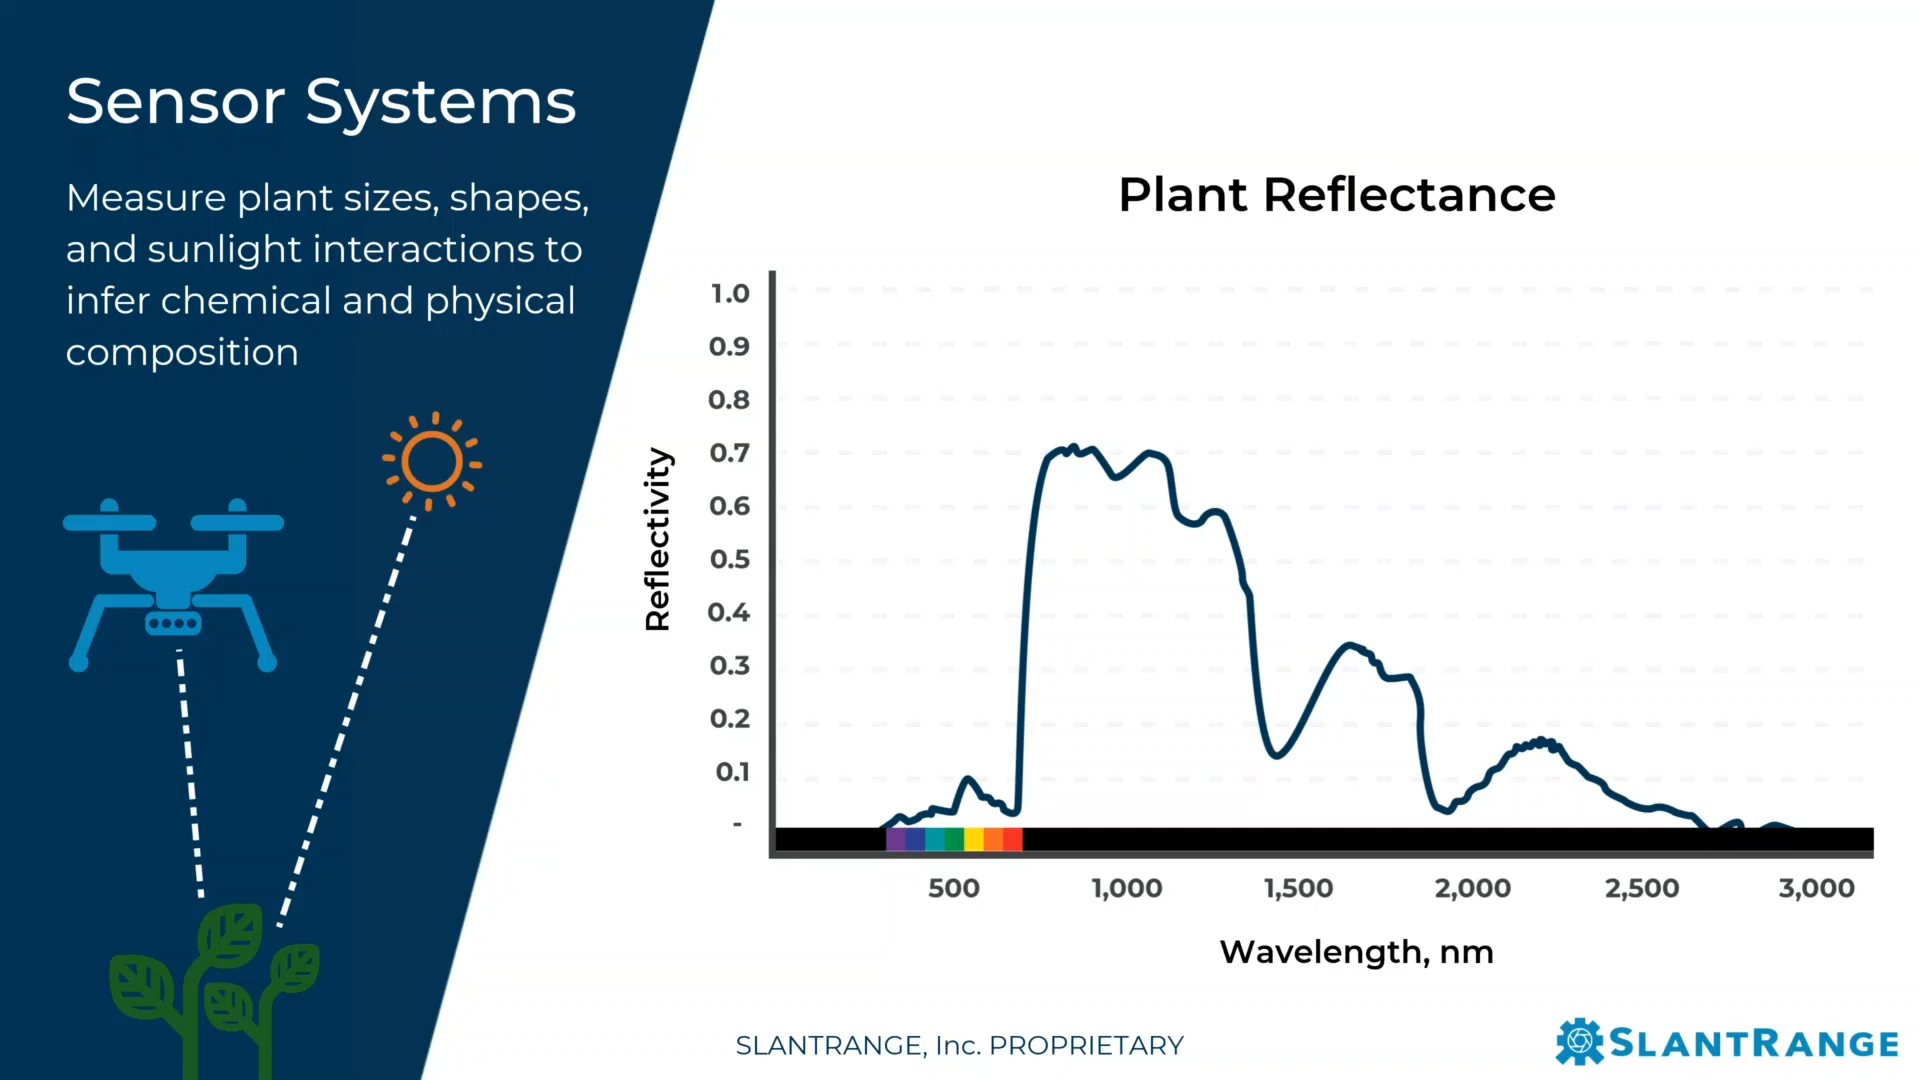 Sensor Systems
Measure plant sizes, shapes,
and sunlight interactions to
infer chemical and physical
composition
Plant Reflectance
Reflectivity
1.0
0.9
0.8
0.7
0.6
0.5
0.4
0.3
0.2
0.1
-
500 1,000 1,500 2,000 2,500 3,000
Wavelength, nm
SLANTRANGE, Inc. PROPRIETARY
SLANTRANGE